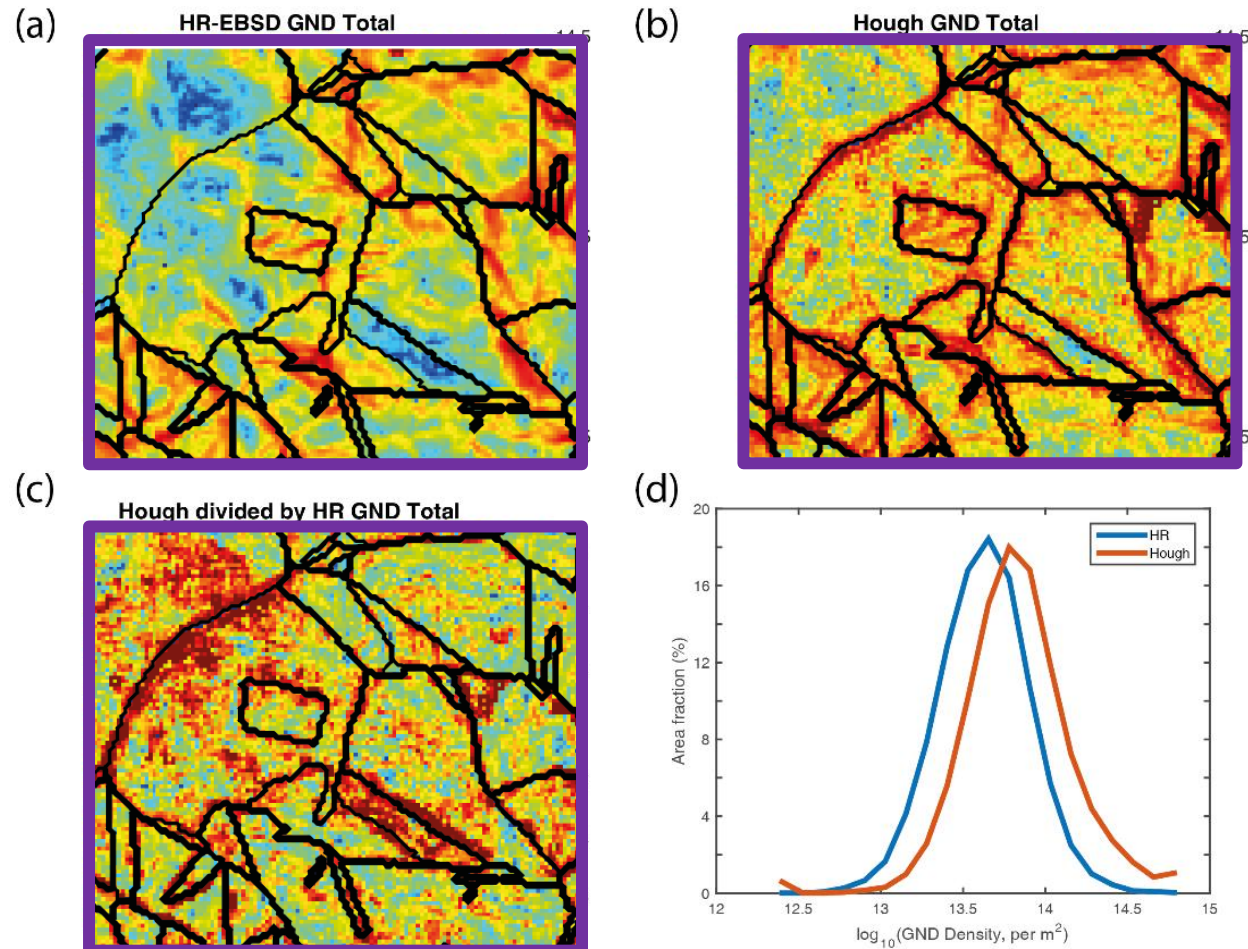 (a)
HR-EBSD GND Total
(b)
Hough GND Total
(c)
Hough divided by HR GND Total
(d)
20
16
12
8
4
0
Area fraction (%)
HR
Hough
12
12.5
13
13.5
14
14.5
15
log10(GND Density, per m2)